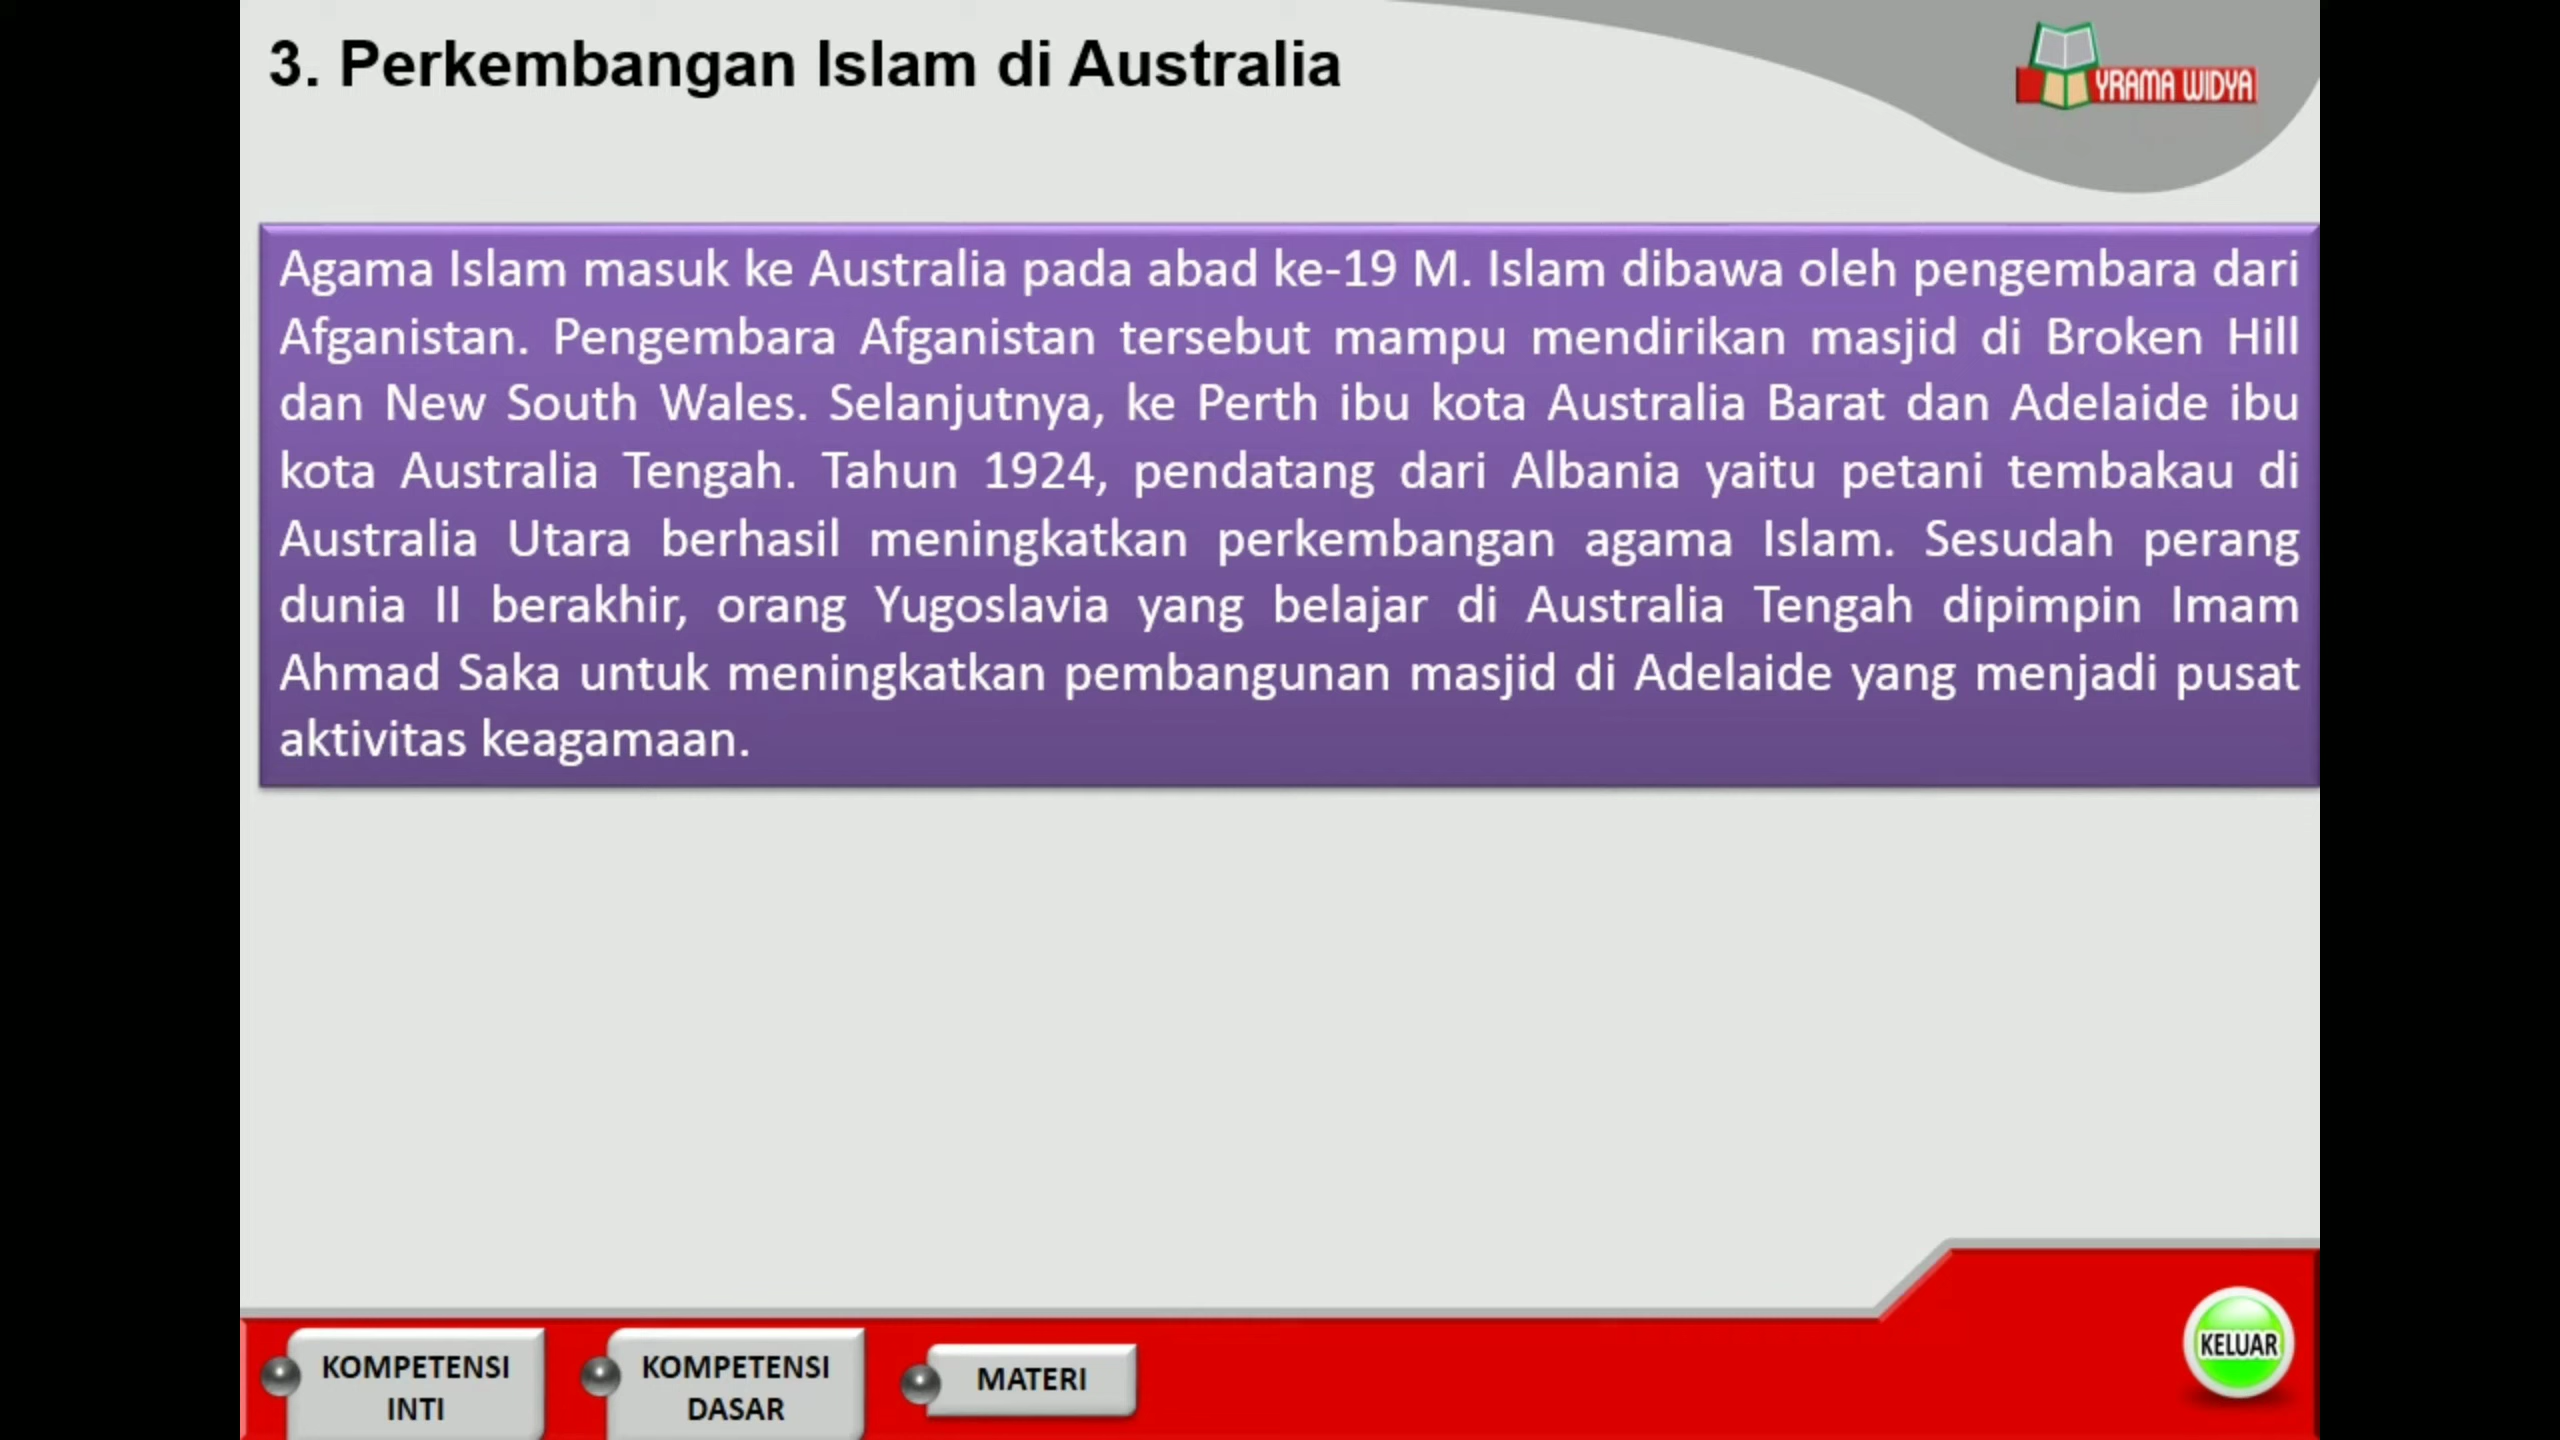 3. Perkembangan Islam di Australia
YRAMA WIDYA
Agama Islam masuk ke Australia pada abad ke-19 M. Islam dibawa oleh pengembara dari
Afganistan. Pengembara Afganistan tersebut mampu mendirikan masjid di Broken Hill
dan New South Wales. Selanjutnya, ke Perth ibu kota Australia Barat dan Adelaide ibu
kota Australia Tengah. Tahun 1924, pendatang dari Albania yaitu petani tembakau di
Australia Utara berhasil meningkatkan perkembangan agama Islam. Sesudah perang
dunia II berakhir, orang Yugoslavia yang belajar di Australia Tengah dipimpin Imam
Ahmad Saka untuk meningkatkan pembangunan masjid di Adelaide yang menjadi pusat
aktivitas keagamaan.
KOMPETENSI
INTI
KOMPETENSI
DASAR
MATERI
KELUAR